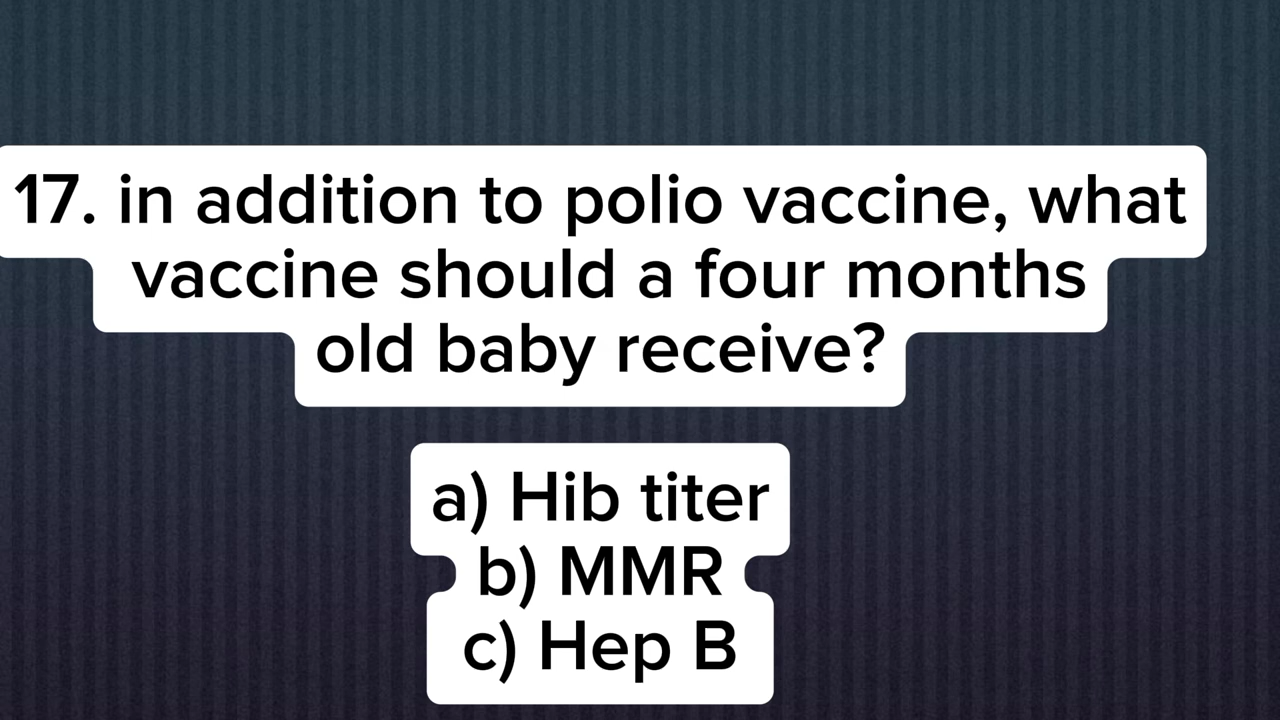 17. in addition to polio vaccine, what
vaccine should a four months
old baby receive?
a) Hib titer
b) MMR
c) Hep B